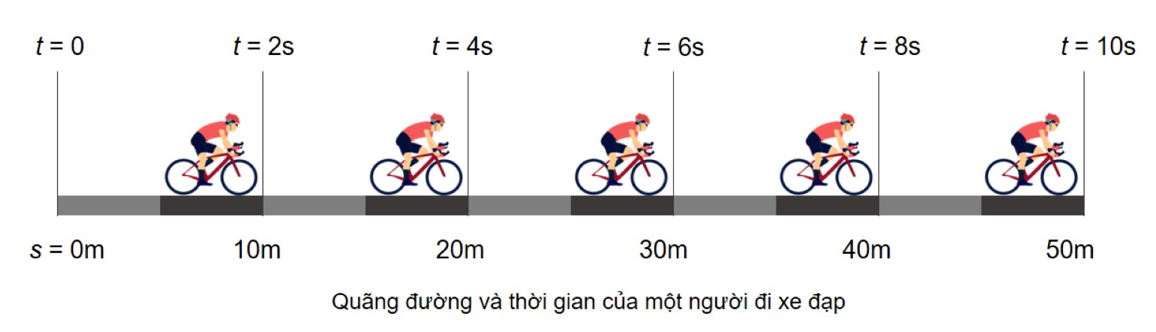 t = 0 t = 2s t = 4s t = 6s t = 8s t = 10s
s = 0m 10m 20m 30m 40m 50m
Quãng đường và thời gian của một người đi xe đạp